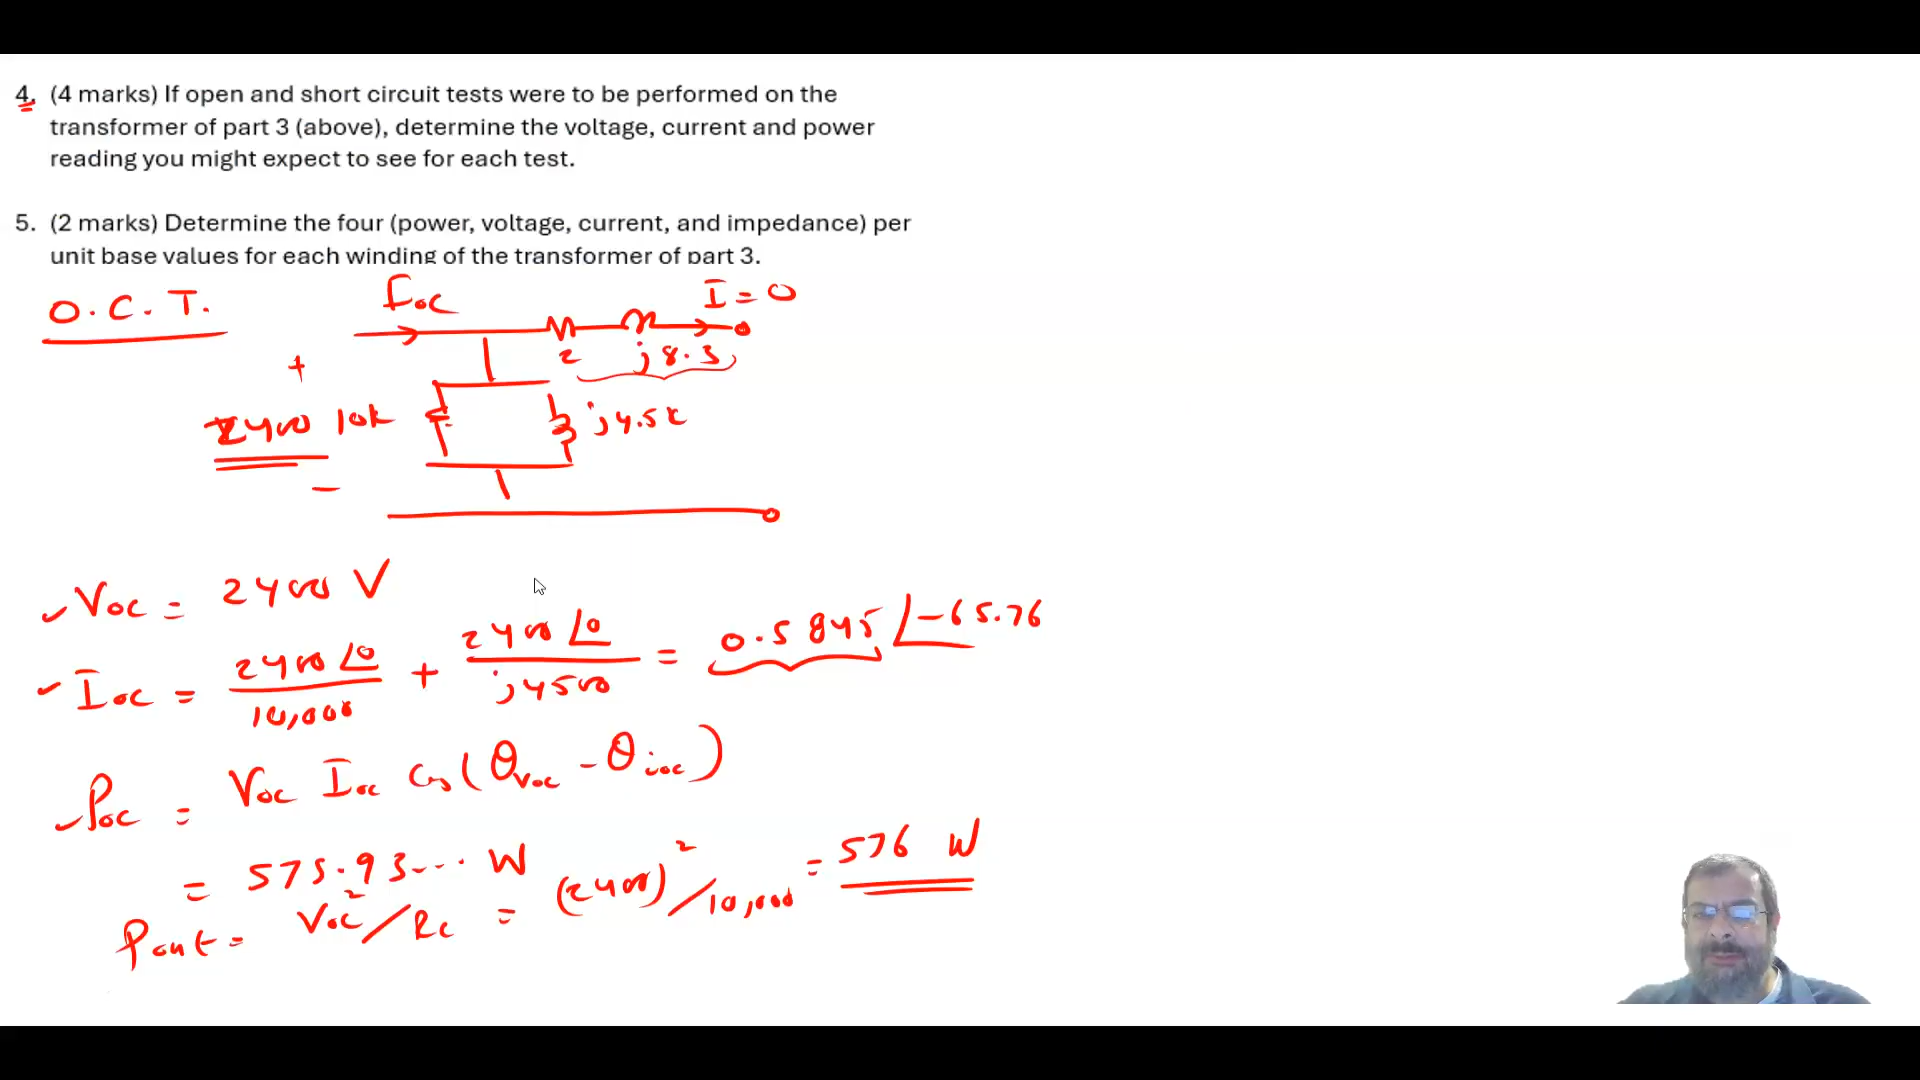 4. (4 marks) If open and short circuit tests were to be performed on the
transformer of part 3 (above), determine the voltage, current and power
reading you might expect to see for each test.
5. (2 marks) Determine the four (power, voltage, current, and impedance) per
unit base values for each winding of the transformer of part 3.
O.C.T.
Ioc
I=0
2
j8.3
+
2400
10k
j4.5k
−
✓Voc = 2400 V
✓Ioc = 2400∠0/10,000 + 2400∠0/j4500 = 0.5845∠-65.76
✓Poc = Voc Ioc Cos(θvoc - θioc)
= 575.93... W
Pout = Voc²/Rc = (2400)²/10,000 = 576 W